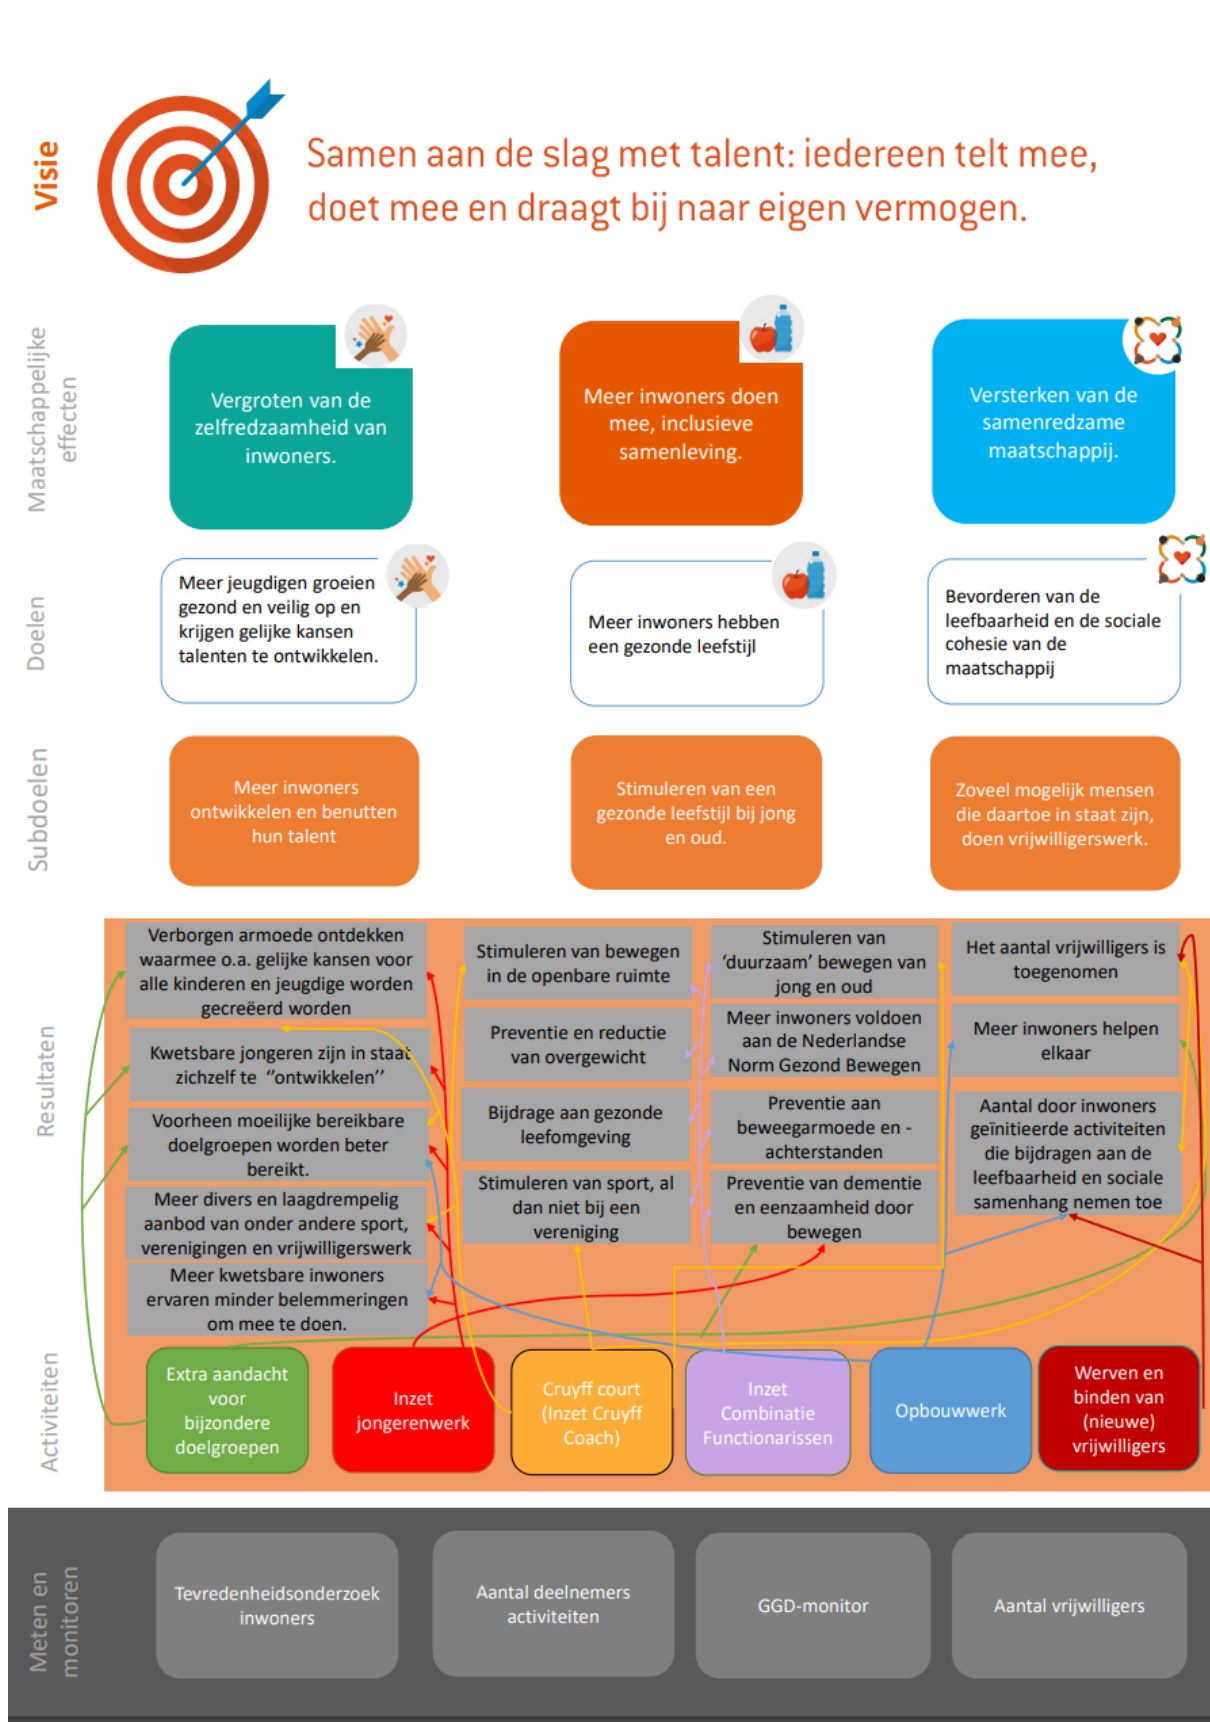 Visie
Samen aan de slag met talent: iedereen telt mee,
doet mee en draagt bij naar eigen vermogen.
Maatschappelijke
effecten
Vergroten van de
zelfredzaamheid van
inwoners.
Meer inwoners doen
mee, inclusieve
samenleving.
Versterken van de
samenredzame
maatschappij.
Doelen
Meer jeugdigen groeien
gezond en veilig op en
krijgen gelijke kansen
talenten te ontwikkelen.
Meer inwoners hebben
een gezonde leefstijl
Bevorderen van de
leefbaarheid en de sociale
cohesie van de
maatschappij
Subdoelen
Meer inwoners
ontwikkelen en benutten
hun talent
Stimuleren van een
gezonde leefstijl bij jong
en oud.
Zoveel mogelijk mensen
die daartoe in staat zijn,
doen vrijwilligerswerk.
Resultaten
Verborgen armoede ontdekken
waarmee o.a. gelijke kansen voor
alle kinderen en jeugdige worden
gecreëerd worden
Kwetsbare jongeren zijn in staat
zichzelf te “ontwikkelen’’
Voorheen moeilijke bereikbare
doelgroepen worden beter
bereikt.
Meer divers en laagdrempelig
aanbod van onder andere sport,
verenigingen en vrijwilligerswerk
Meer kwetsbare inwoners
ervaren minder belemmeringen
om mee te doen.
Stimuleren van bewegen
in de openbare ruimte
Preventie en reductie
van overgewicht
Bijdrage aan gezonde
leefomgeving
Stimuleren van sport, al
dan niet bij een
vereniging
Stimuleren van
‘duurzaam’ bewegen van
jong en oud
Meer inwoners voldoen
aan de Nederlandse
Norm Gezond Bewegen
Preventie aan
beweegarmoede en -
achterstanden
Preventie van dementie
en eenzaamheid door
bewegen
Het aantal vrijwilligers is
toegenomen
Meer inwoners helpen
elkaar
Aantal door inwoners
geïnitieerde activiteiten
die bijdragen aan de
leefbaarheid en sociale
samenhang nemen toe
Activiteiten
Extra aandacht
voor
bijzondere
doelgroepen
Inzet
jongerenwerk
Cruyff court
(Inzet Cruyff
Coach)
Inzet
Combinatie
Functionarissen
Opbouwwerk
Werven en
binden van
(nieuwe)
vrijwilligers
Meten en
monitoren
Tevredenheidsonderzoek
inwoners
Aantal deelnemers
activiteiten
GGD-monitor
Aantal vrijwilligers